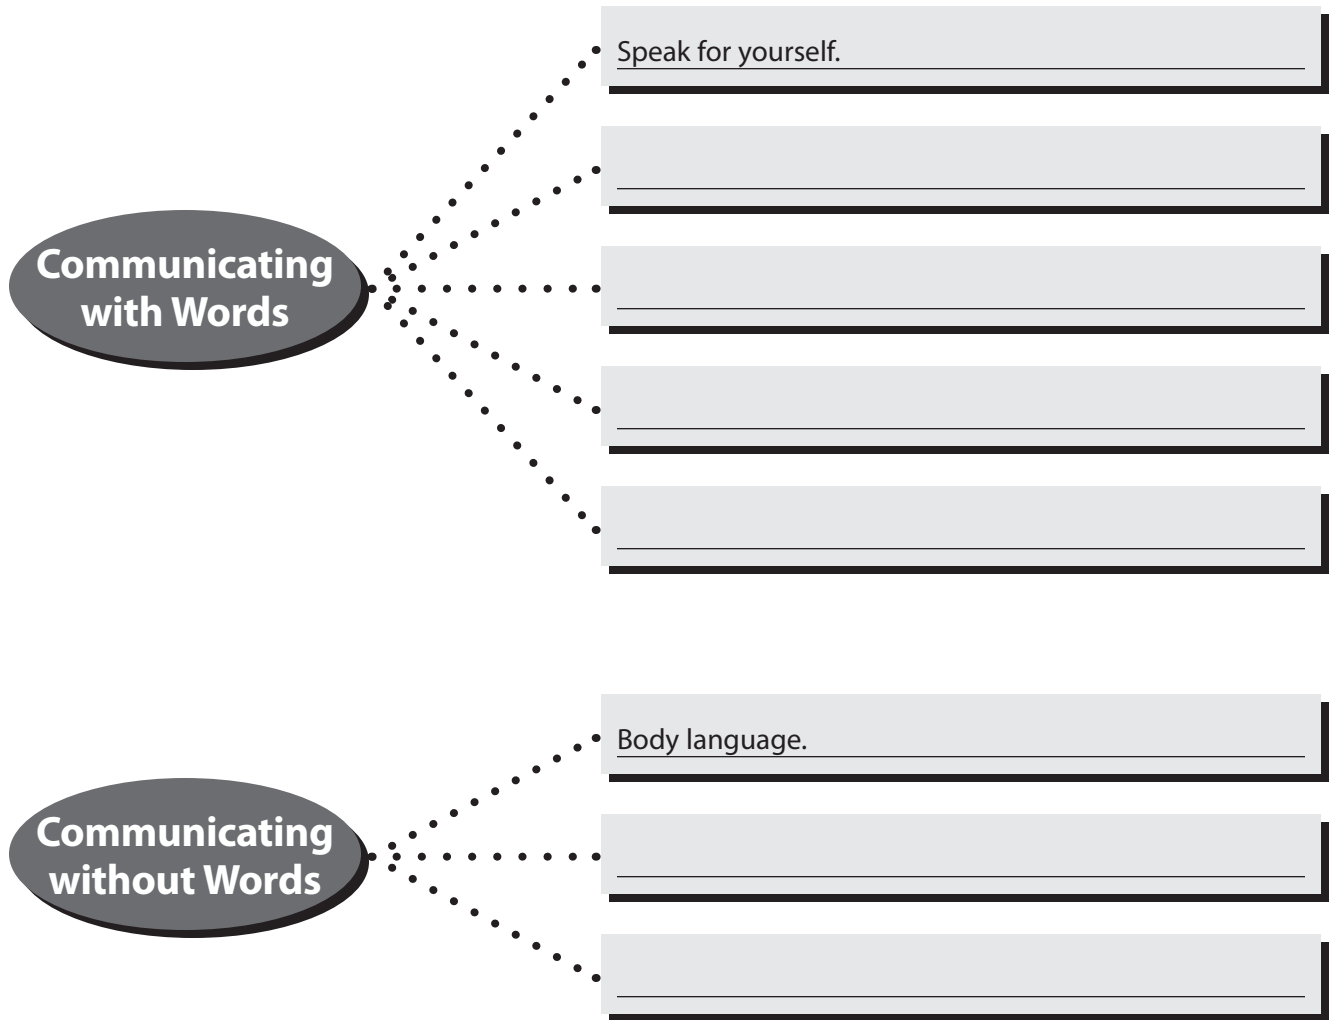 Speak for yourself.
Communicating
with Words
Body language.
Communicating
without Words